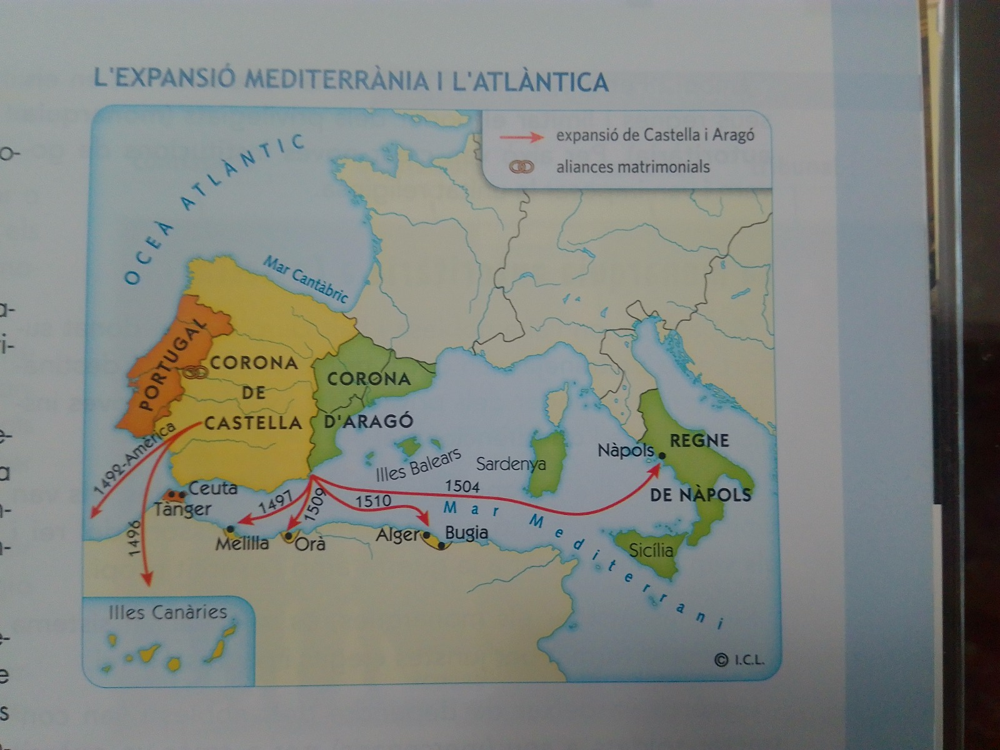 L'EXPANSIÓ MEDITERRÀNIA I L'ATLÀNTICA
expansió de Castella i Aragó
aliances matrimonials
OCEÀ ATLÀNTIC
Mar Cantàbric
PORTUGAL
CORONA
DE
CASTELLA
CORONA
D'ARAGÓ
REGNE
DE NÀPOLS
Nàpols
Illes Balears
Sardenya
1492-Amèrica
Ceuta
Tànger
1496
1497
1509
1510
1504
Mar Mediterrani
Melilla
Orà
Alger
Bugia
Sicília
Illes Canàries
© I.C.L.